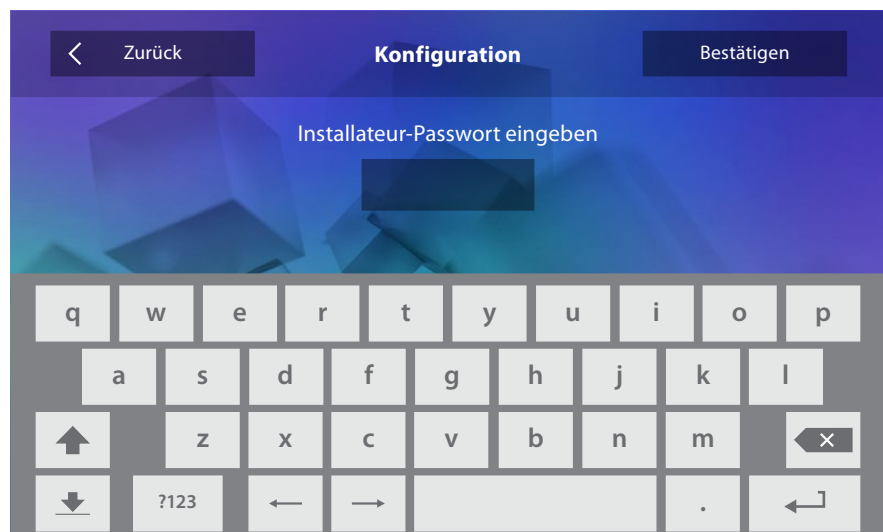 Zurück Konfiguration Bestätigen
Installateur-Passwort eingeben
q w e r t y u i o p
a s d f g h j k l
z x c v b n m
?123 .